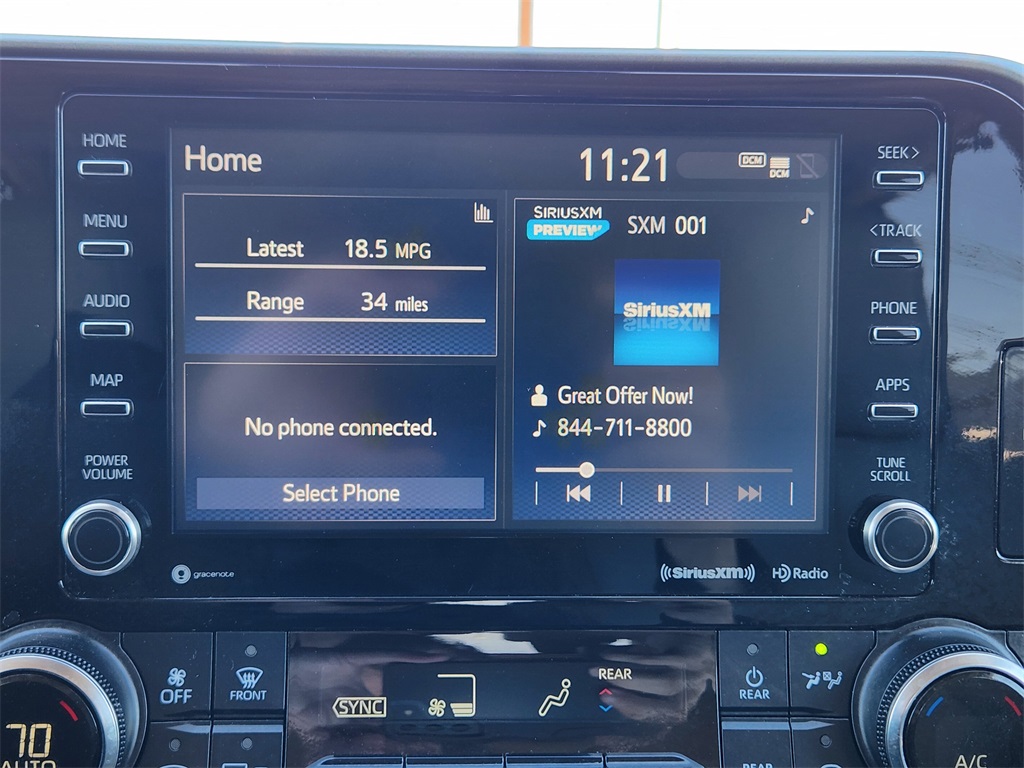 HOME
MENU
AUDIO
MAP
POWER
VOLUME
Home
11:21
DCM
DCM
Latest 18.5 MPG
Range 34 miles
No phone connected.
Select Phone
SIRIUSXM
PREVIEW
SXM 001
SiriusXM
Great Offer Now!
844-711-8800
SEEK>
<TRACK
PHONE
APPS
TUNE
SCROLL
gracenote
((SiriusXM))
HD Radio
OFF
FRONT
SYNC
REAR
REAR
70
AUTO
A/C
REAR